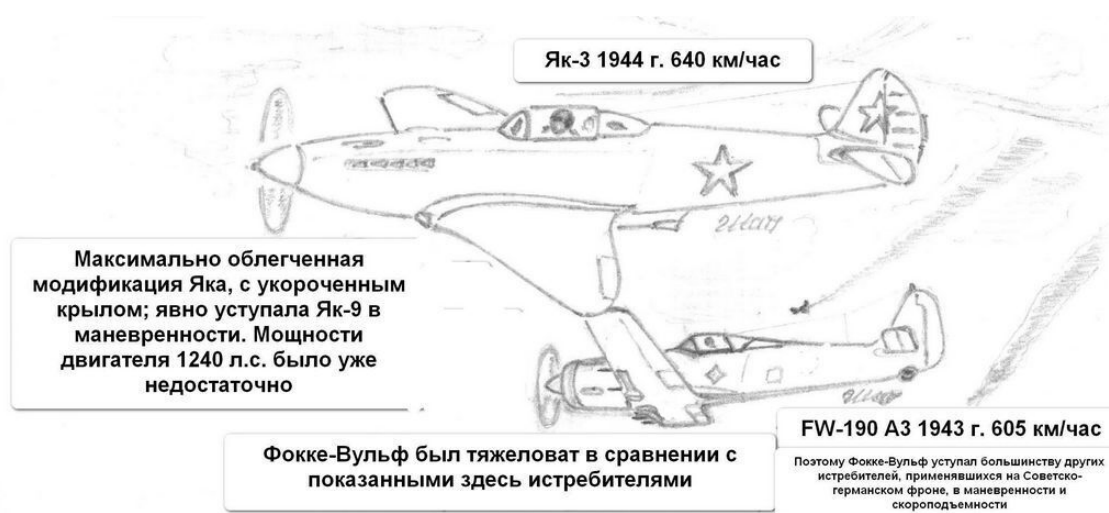 Як-3 1944 г. 640 км/час
Максимально облегченная
модификация Яка, с укороченным
крылом; явно уступала Як-9 в
маневренности. Мощности
двигателя 1240 л.с. было уже
недостаточно
FW-190 A3 1943 г. 605 км/час
Фокке-Вульф был тяжеловат в сравнении с
показанными здесь истребителями
Поэтому Фокке-Вульф уступал большинству других
истребителей, применявшихся на Советско-
германском фроне, в маневренности и
скороподъемности